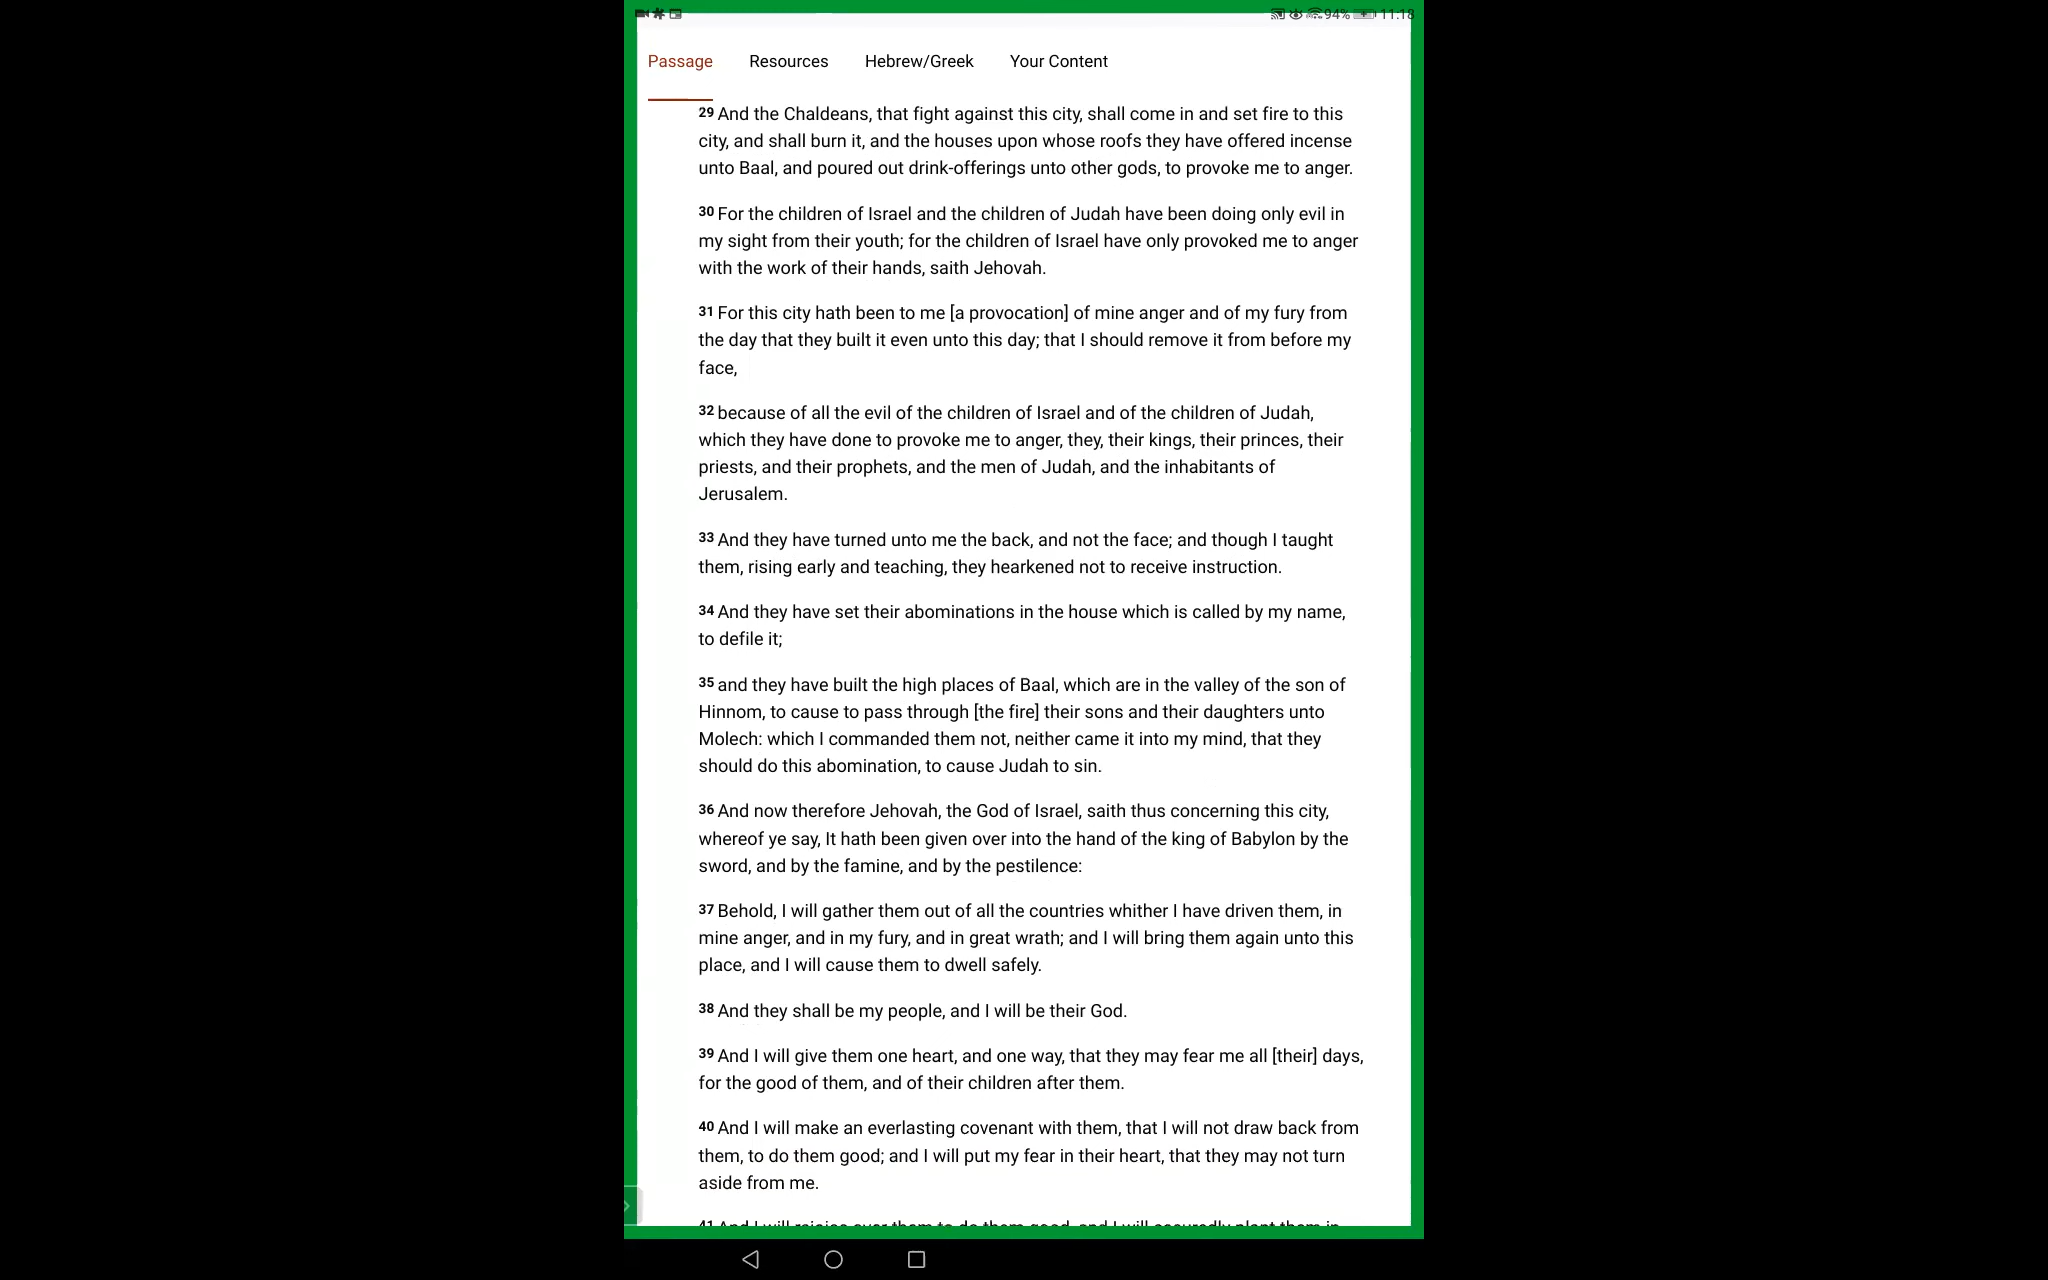 94% 11:18
Passage Resources Hebrew/Greek Your Content
29 And the Chaldeans, that fight against this city, shall come in and set fire to this
city, and shall burn it, and the houses upon whose roofs they have offered incense
unto Baal, and poured out drink-offerings unto other gods, to provoke me to anger.
30 For the children of Israel and the children of Judah have been doing only evil in
my sight from their youth; for the children of Israel have only provoked me to anger
with the work of their hands, saith Jehovah.
31 For this city hath been to me [a provocation] of mine anger and of my fury from
the day that they built it even unto this day; that I should remove it from before my
face,
32 because of all the evil of the children of Israel and of the children of Judah,
which they have done to provoke me to anger, they, their kings, their princes, their
priests, and their prophets, and the men of Judah, and the inhabitants of
Jerusalem.
33 And they have turned unto me the back, and not the face; and though I taught
them, rising early and teaching, they hearkened not to receive instruction.
34 And they have set their abominations in the house which is called by my name,
to defile it;
35 and they have built the high places of Baal, which are in the valley of the son of
Hinnom, to cause to pass through [the fire] their sons and their daughters unto
Molech: which I commanded them not, neither came it into my mind, that they
should do this abomination, to cause Judah to sin.
36 And now therefore Jehovah, the God of Israel, saith thus concerning this city,
whereof ye say, It hath been given over into the hand of the king of Babylon by the
sword, and by the famine, and by the pestilence:
37 Behold, I will gather them out of all the countries whither I have driven them, in
mine anger, and in my fury, and in great wrath; and I will bring them again unto this
place, and I will cause them to dwell safely.
38 And they shall be my people, and I will be their God.
39 And I will give them one heart, and one way, that they may fear me all [their] days,
for the good of them, and of their children after them.
40 And I will make an everlasting covenant with them, that I will not draw back from
them, to do them good; and I will put my fear in their heart, that they may not turn
aside from me.
41 And I will rejoice over them to do them good, and I will assuredly plant them in